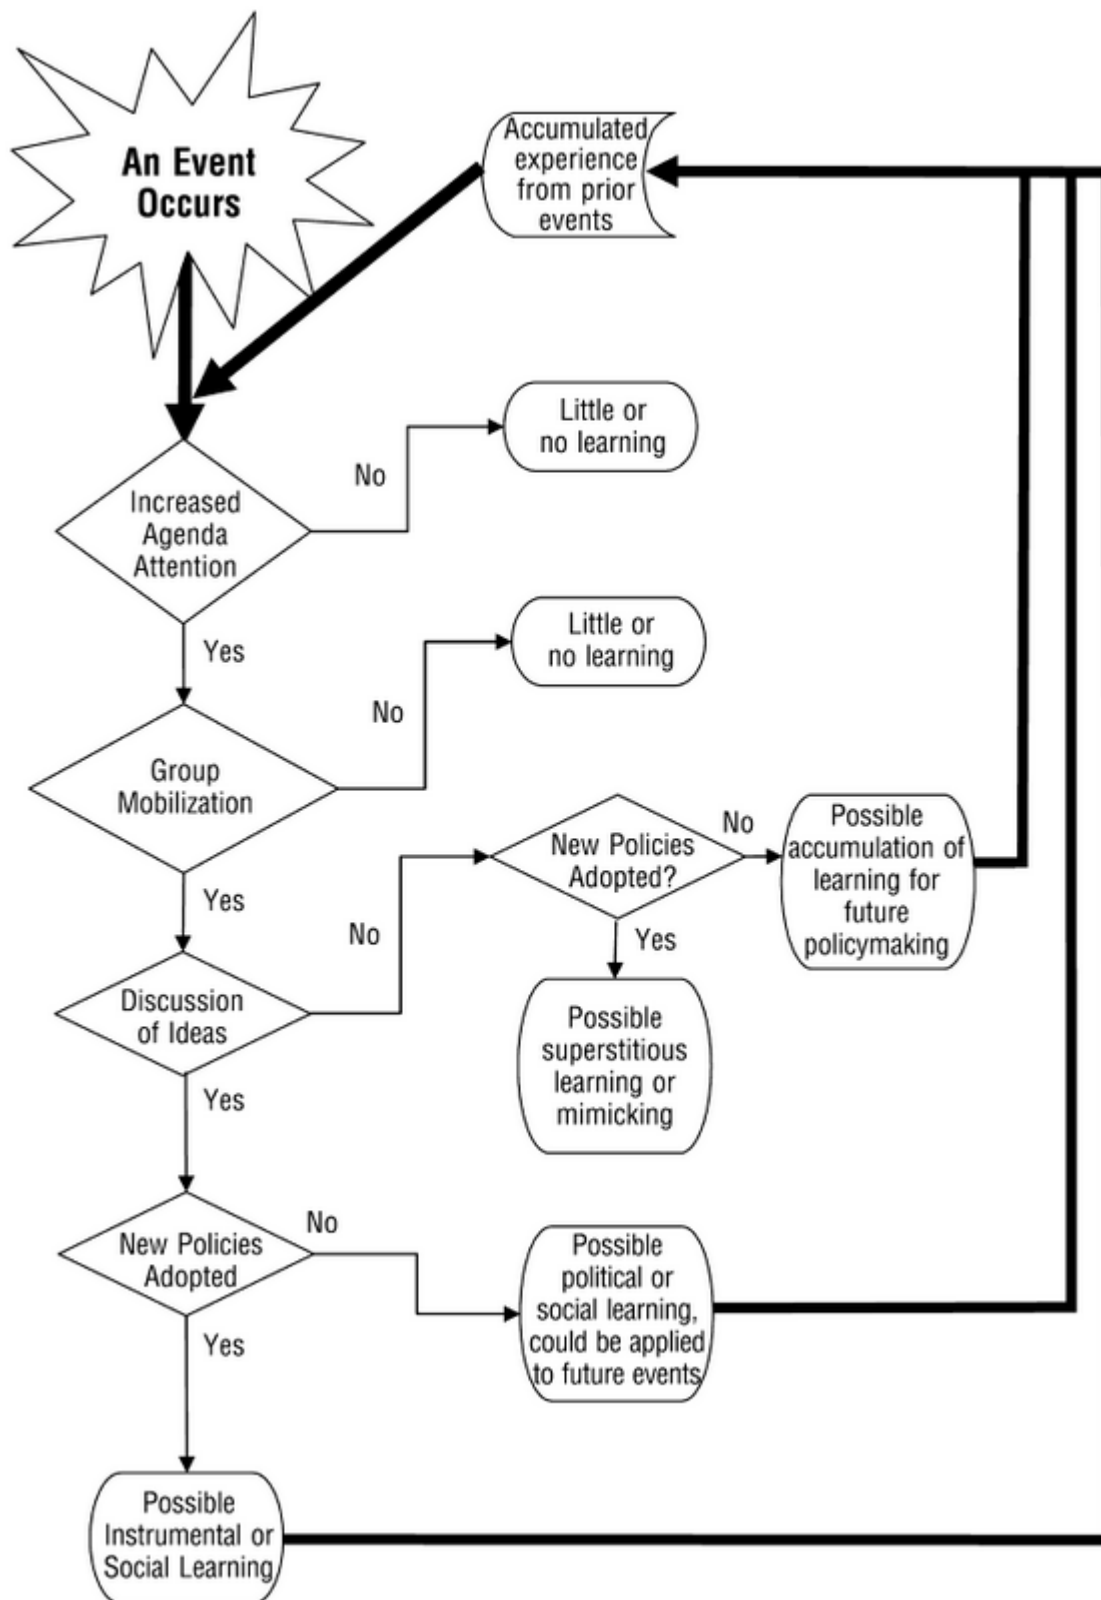 An Event
Occurs
Accumulated
experience
from prior
events
Little or
no learning
No
Increased
Agenda
Attention
Yes
Little or
no learning
No
Group
Mobilization
Yes
No
New Policies
Adopted?
No
Possible
accumulation of
learning for
future
policymaking
Yes
Possible
superstitious
learning or
mimicking
Discussion
of Ideas
Yes
New Policies
Adopted
No
Possible
political or
social learning,
could be applied
to future events
Yes
Possible
Instrumental or
Social Learning